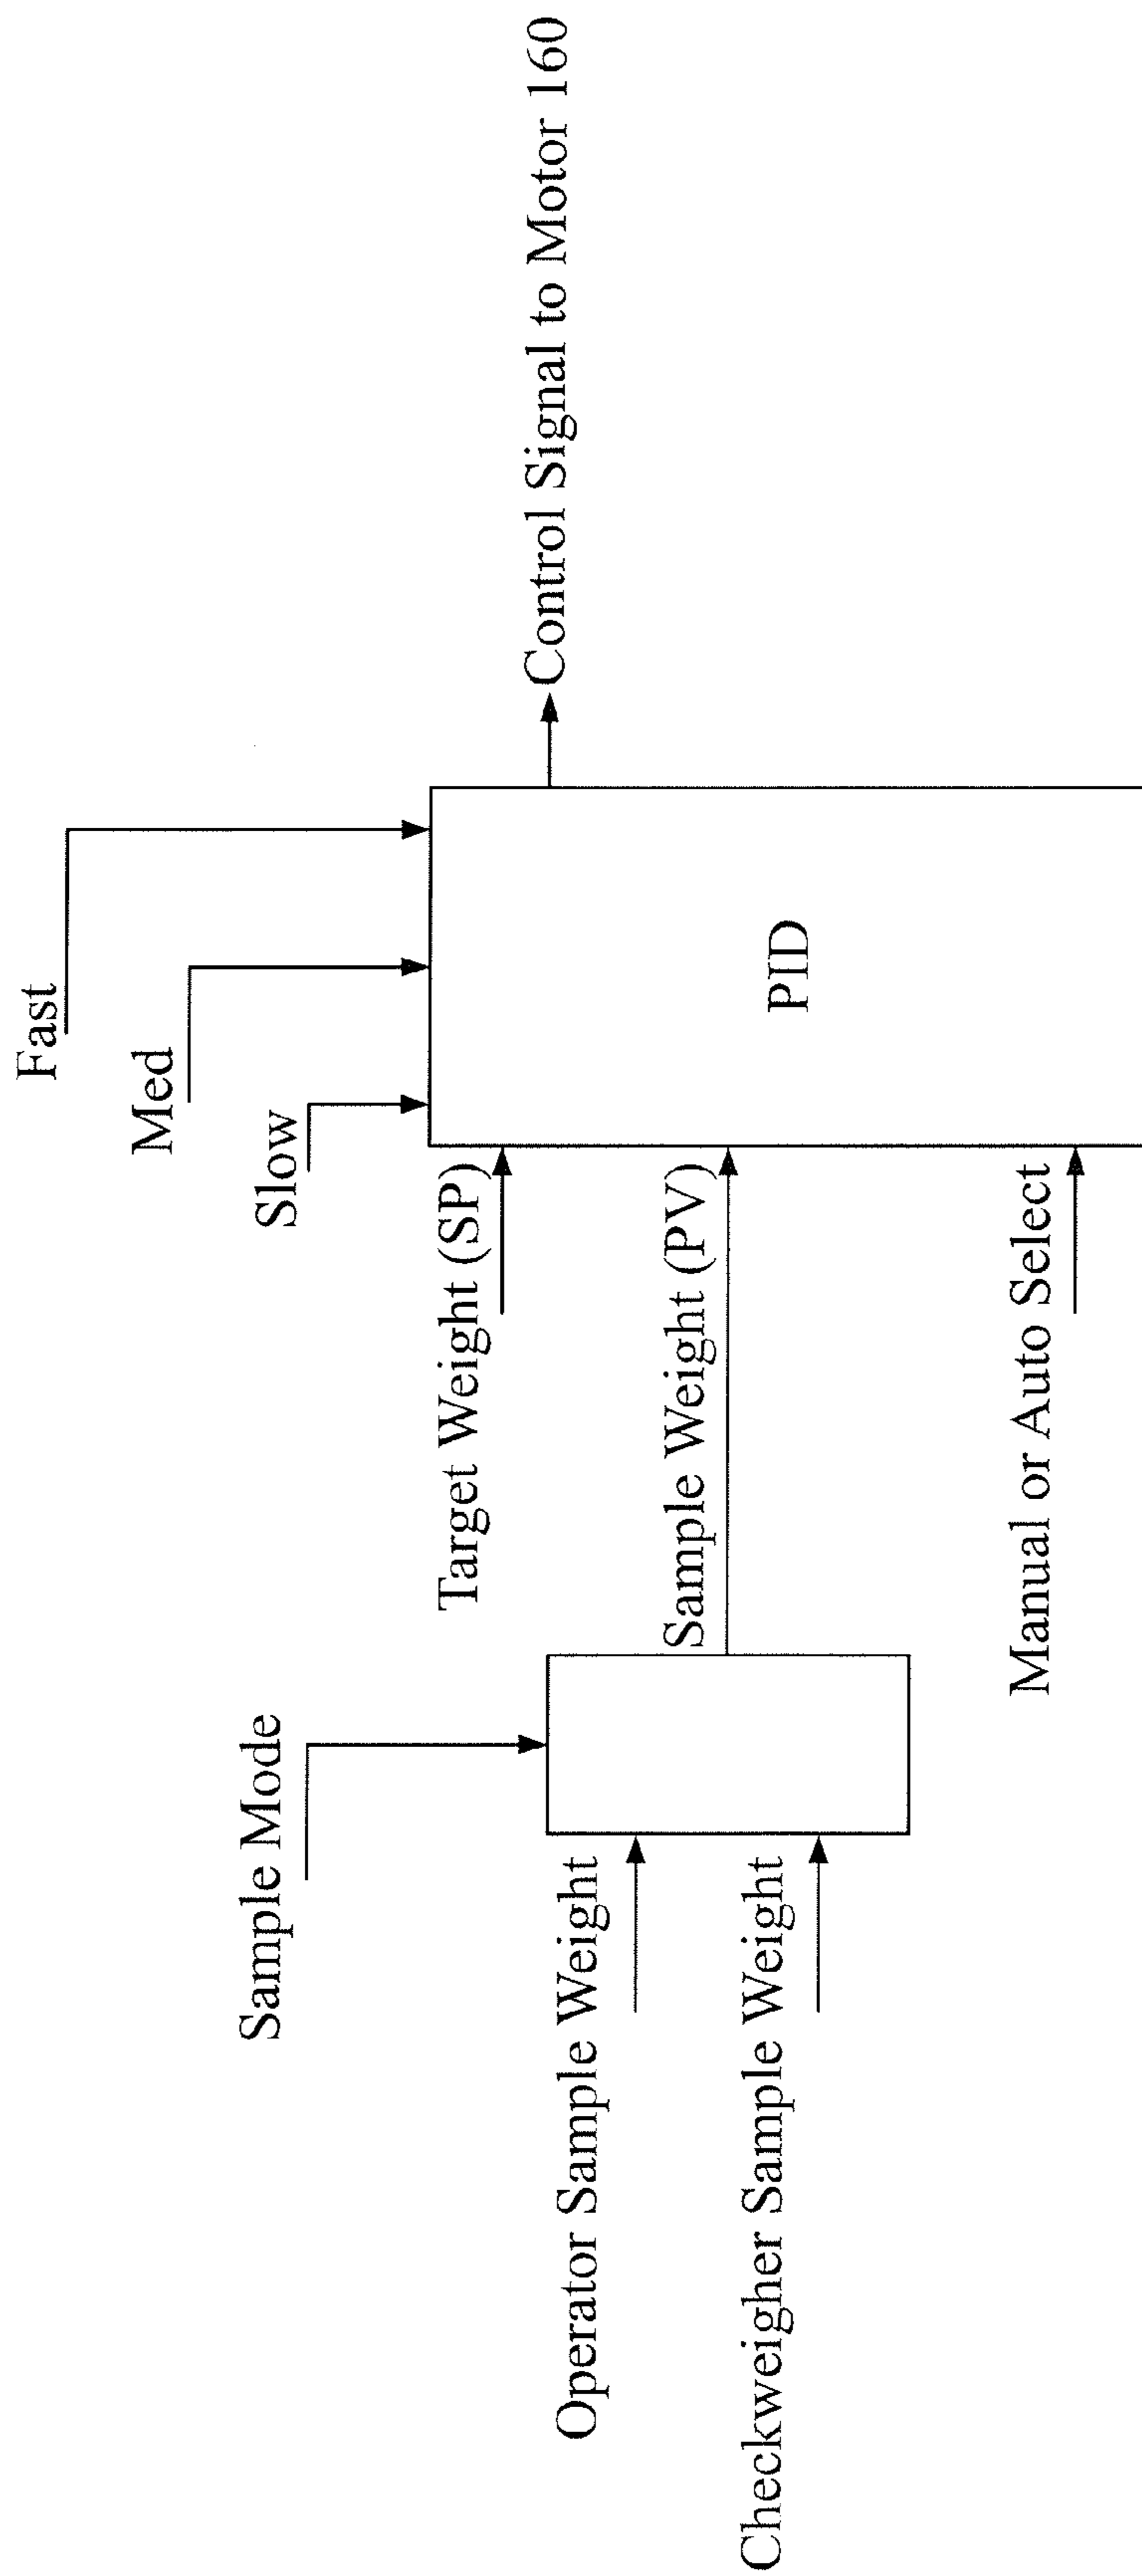 Fast
Med
Slow
Sample Mode
Target Weight (SP)
Control Signal to Motor 160
Operator Sample Weight
Sample Weight (PV)
PID
Checkweigher Sample Weight
Manual or Auto Select